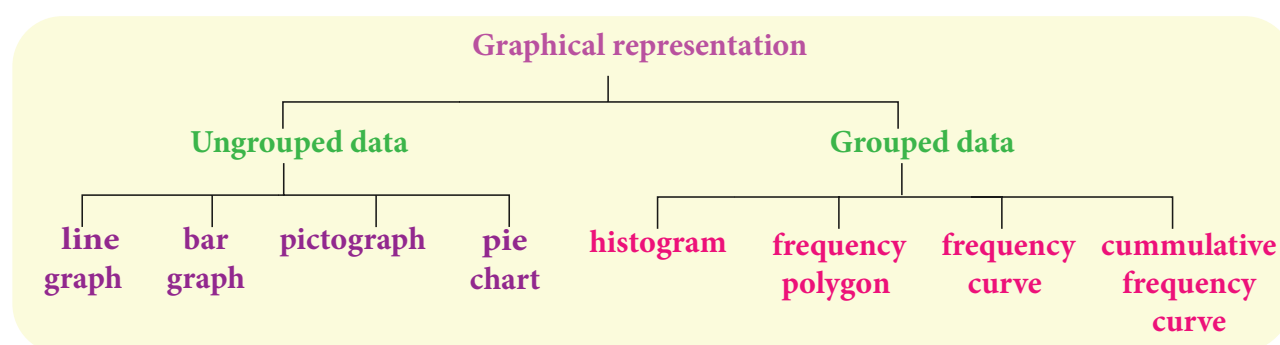 Graphical representation
Ungrouped data
Grouped data
line
graph
bar
graph
pictograph
pie
chart
histogram
frequency
polygon
frequency
curve
cummulative
frequency
curve